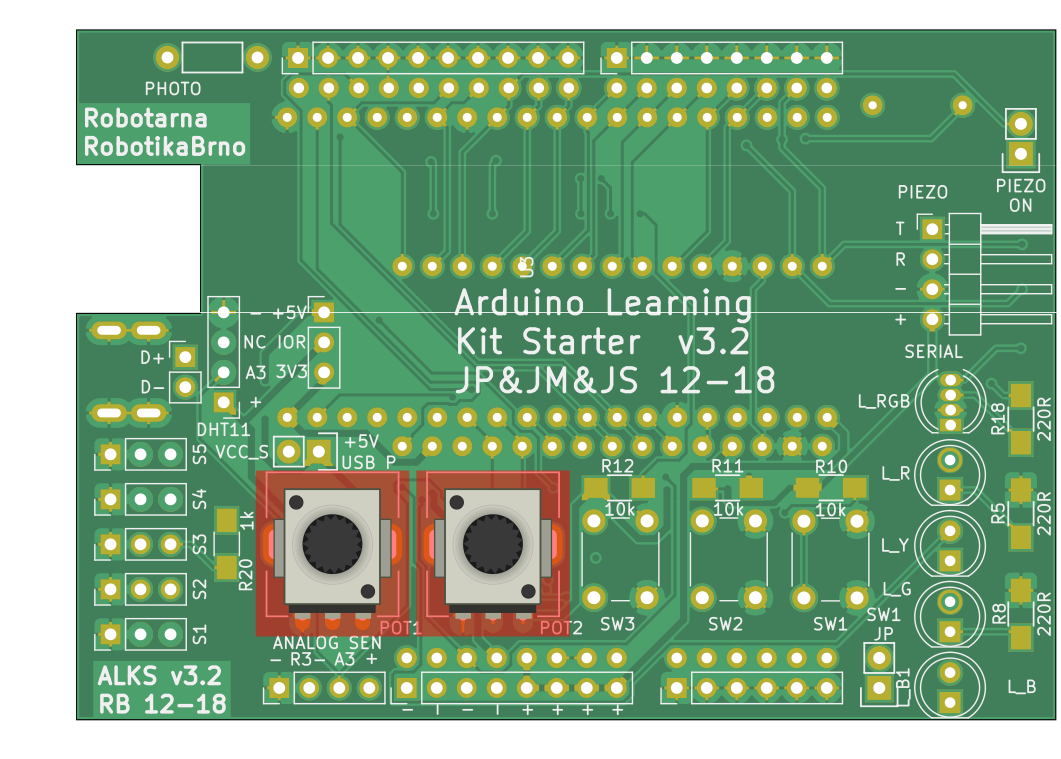 PHOTO
Robotarna
RobotikaBrno
PIEZO
ON
PIEZO
T
R
-
+
SERIAL
U$
Arduino Learning
Kit Starter v3.2
JP&JM&JS 12-18
- +5V
NC IOR
A3 3V3
+
D+
D-
DHT11
VCC_S
+5V
USB P
L_RGB
R18
220R
S5
S4
S3
S2
S1
1k
R20
R12
10k
R11
10k
R10
10k
L_R
R5
220R
L_Y
L_G
R8
220R
POT1
POT2
SW3
SW2
SW1
SW1
JP
ANALOG SEN
- R3- A3 +
ALKS v3.2
RB 12-18
- | - | + + + +
L_B